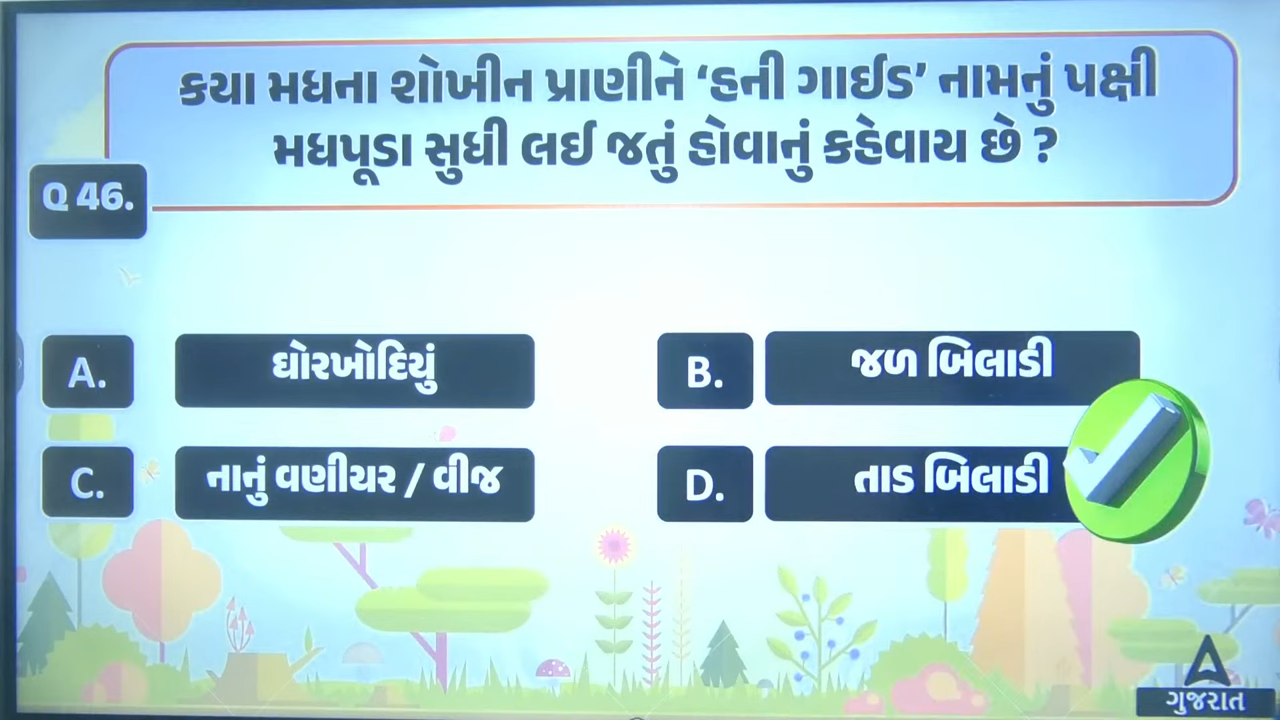 કયા મધના શોખીન પ્રાણીને ‘હની ગાઈડ’ નામનું પક્ષી
મધપૂડા સુધી લઈ જતું હોવાનું કહેવાય છે ?
Q 46.
A. ઘોરખોદિયું
B. જળ બિલાડી
C. નાનું વણીયર / વીજ
D. તાડ બિલાડી
ગુજરાત